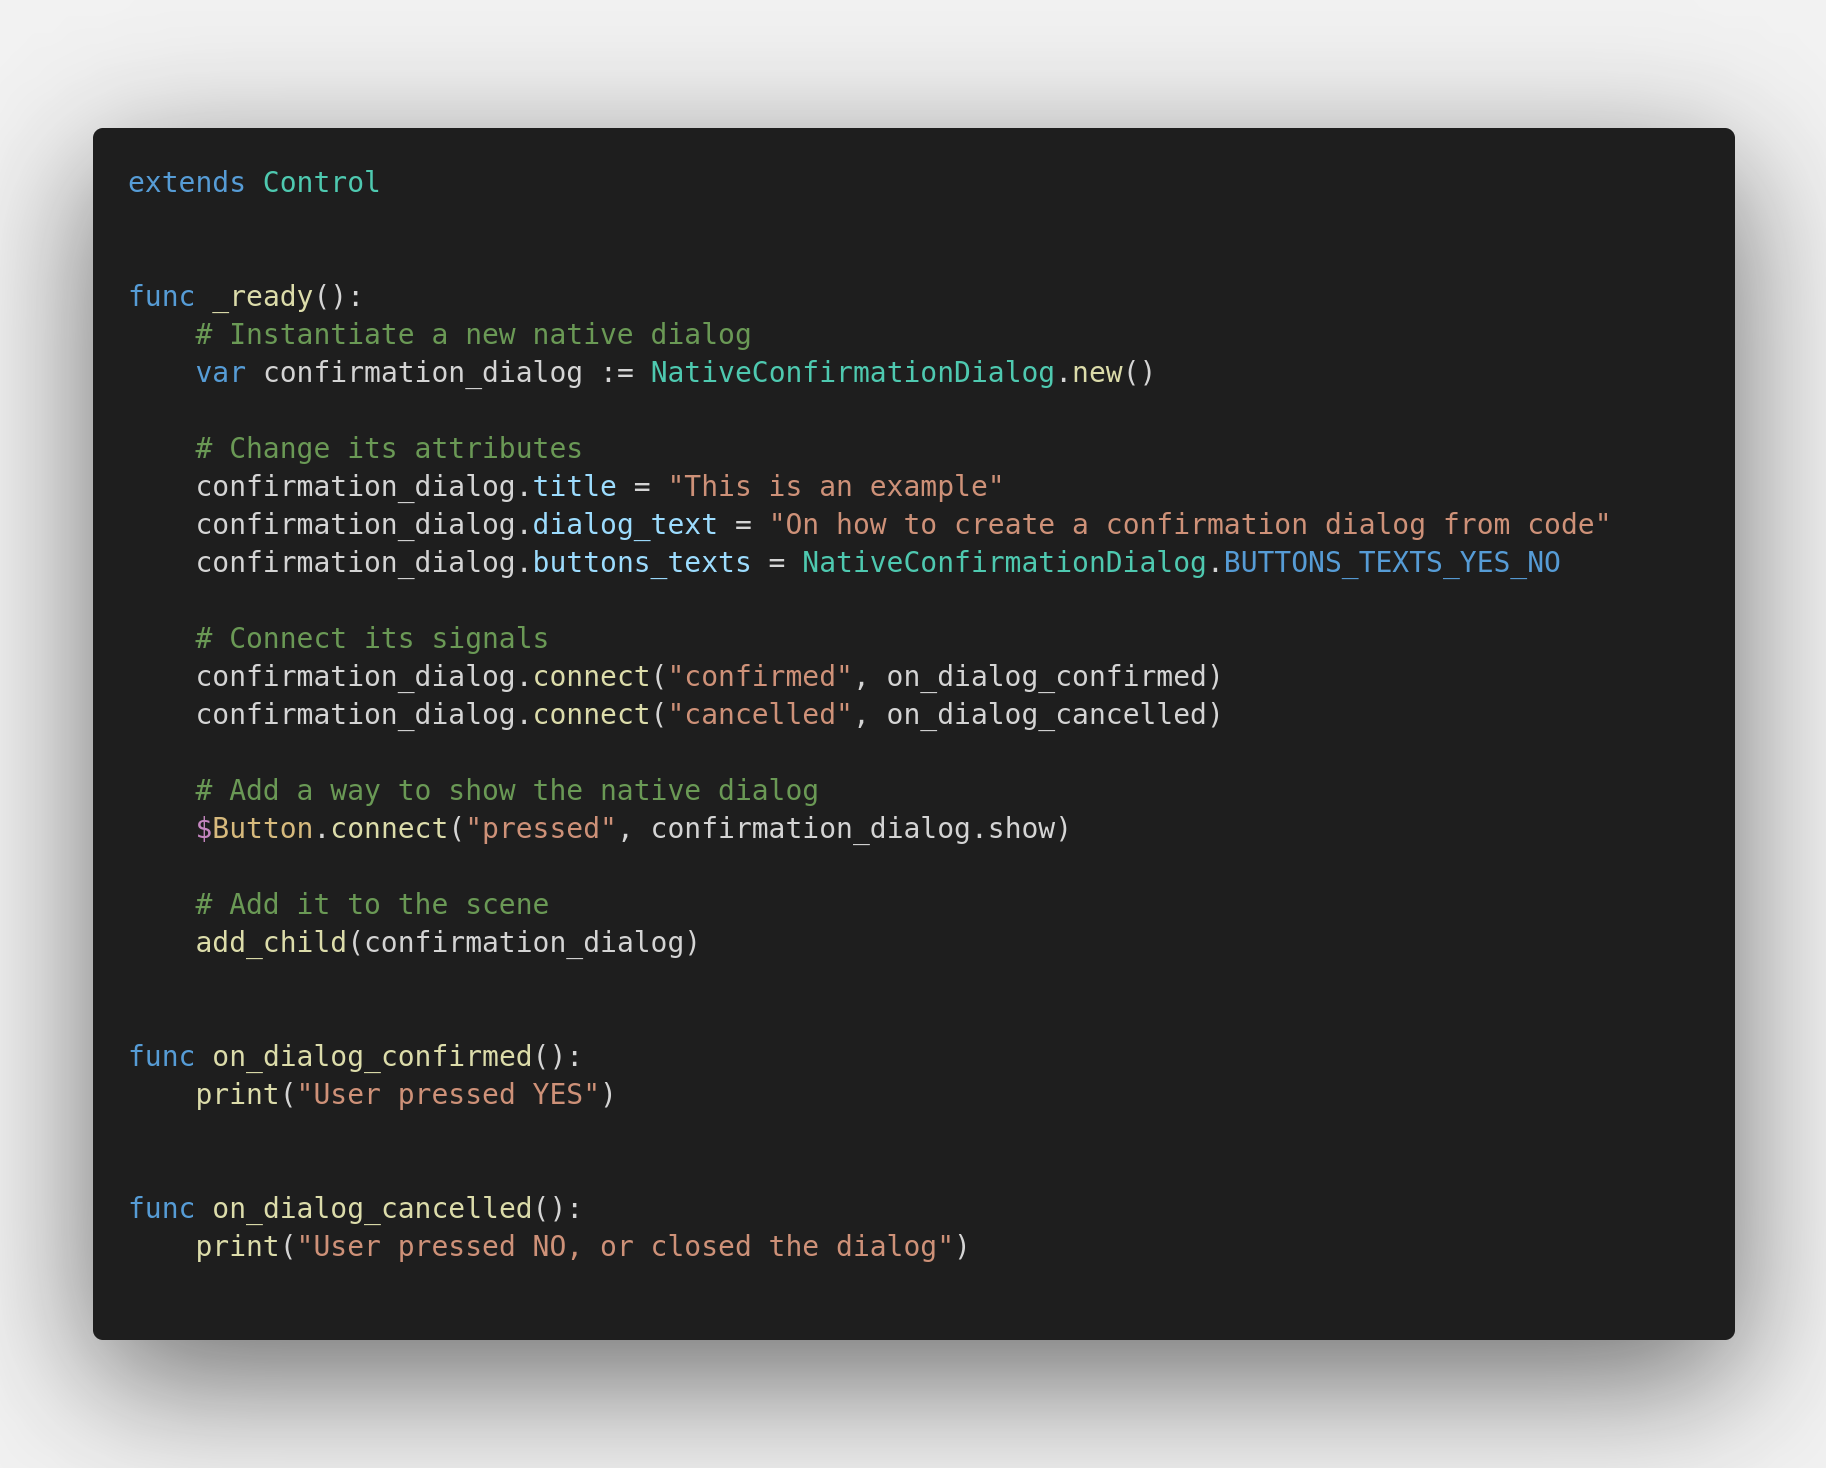 extends Control
func _ready():
    # Instantiate a new native dialog
    var confirmation_dialog := NativeConfirmationDialog.new()
    # Change its attributes
    confirmation_dialog.title = "This is an example"
    confirmation_dialog.dialog_text = "On how to create a confirmation dialog from code"
    confirmation_dialog.buttons_texts = NativeConfirmationDialog.BUTTONS_TEXTS_YES_NO
    # Connect its signals
    confirmation_dialog.connect("confirmed", on_dialog_confirmed)
    confirmation_dialog.connect("cancelled", on_dialog_cancelled)
    # Add a way to show the native dialog
    $Button.connect("pressed", confirmation_dialog.show)
    # Add it to the scene
    add_child(confirmation_dialog)
func on_dialog_confirmed():
    print("User pressed YES")
func on_dialog_cancelled():
    print("User pressed NO, or closed the dialog")